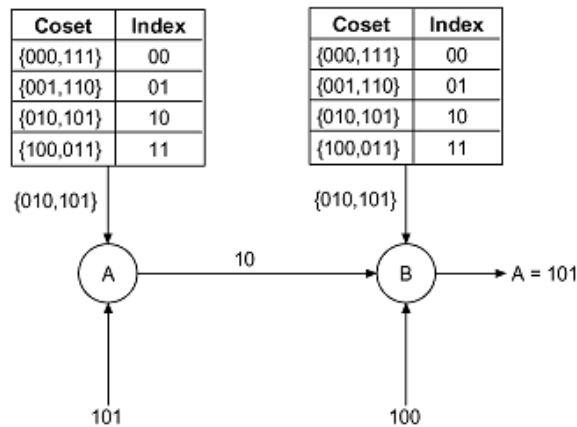 Coset Index
{000,111} 00
{001,110} 01
{010,101} 10
{100,011} 11
Coset Index
{000,111} 00
{001,110} 01
{010,101} 10
{100,011} 11
{010,101}
{010,101}
A
10
B
A = 101
101
100